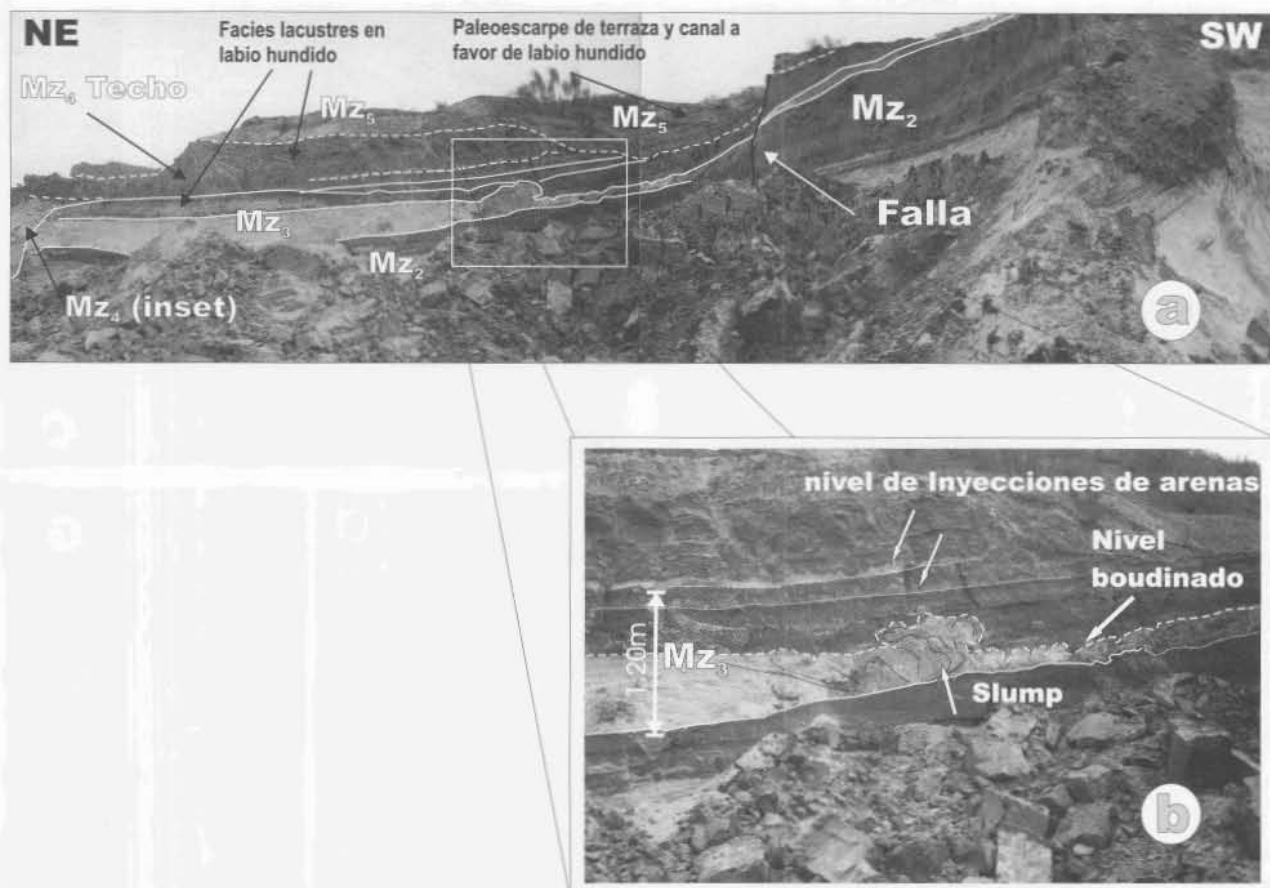 NE
Facies lacustres en
labio hundido
Paleoescarpe de terraza y canal a
favor de labio hundido
SW
Mz₄ Techo
Mz₅
Mz₅
Mz₂
Falla
Mz₃
Mz₂
Mz₄ (inset)
a
nivel de Inyecciones de arenas
Nivel
boudinado
1.20m
Mz₃
Slump
b